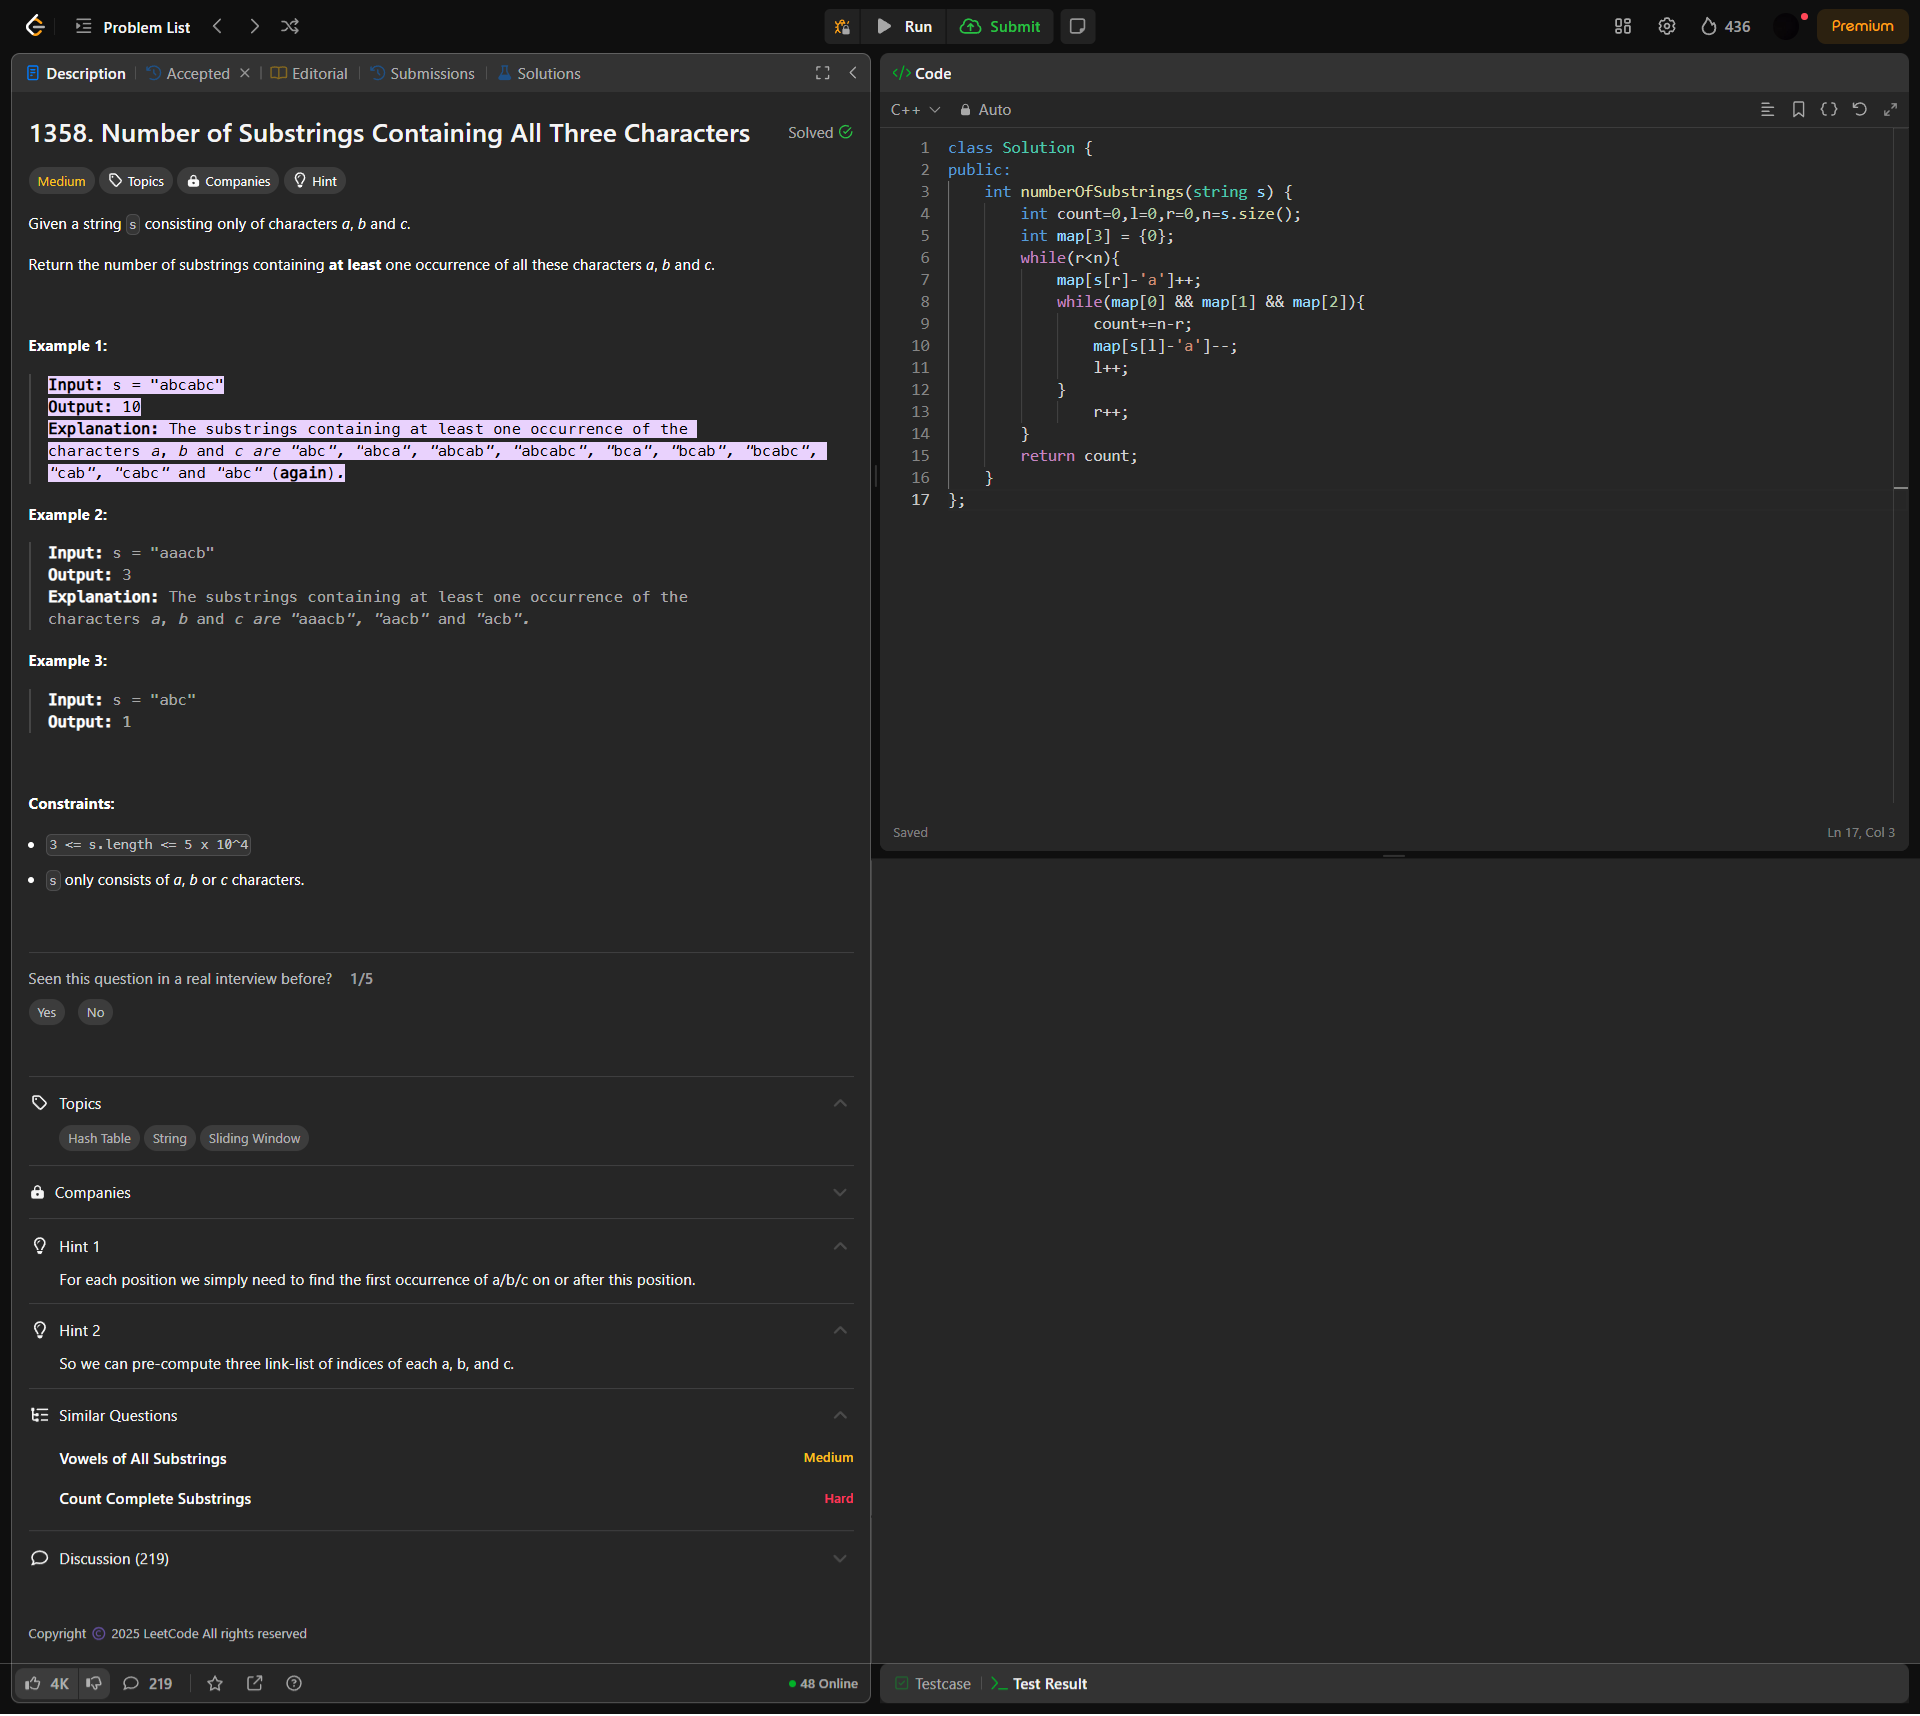 Problem List
Run
Submit
436
Premium
Description
Accepted
Editorial
Submissions
Solutions
1358. Number of Substrings Containing All Three Characters
Solved
Medium
Topics
Companies
Hint
Given a string s consisting only of characters a, b and c.
Return the number of substrings containing at least one occurrence of all these characters a, b and c.
Example 1:
Input: s = "abcabc"
Output: 10
Explanation: The substrings containing at least one occurrence of the
characters a, b and c are "abc", "abca", "abcab", "abcabc", "bca", "bcab", "bcabc",
"cab", "cabc" and "abc" (again).
Example 2:
Input: s = "aaacb"
Output: 3
Explanation: The substrings containing at least one occurrence of the
characters a, b and c are "aaacb", "aacb" and "acb".
Example 3:
Input: s = "abc"
Output: 1
Constraints:
3 <= s.length <= 5 x 10^4
s only consists of a, b or c characters.
Seen this question in a real interview before? 1/5
Yes
No
Topics
Hash Table
String
Sliding Window
Companies
Hint 1
For each position we simply need to find the first occurrence of a/b/c on or after this position.
Hint 2
So we can pre-compute three link-list of indices of each a, b, and c.
Similar Questions
Vowels of All Substrings
Medium
Count Complete Substrings
Hard
Discussion (219)
Copyright © 2025 LeetCode All rights reserved
4K
219
48 Online
</> Code
C++
Auto
1 class Solution {
2 public:
3 int numberOfSubstrings(string s) {
4 int count=0,l=0,r=0,n=s.size();
5 int map[3] = {0};
6 while(r<n){
7 map[s[r]-'a']++;
8 while(map[0] && map[1] && map[2]){
9 count+=n-r;
10 map[s[l]-'a']--;
11 l++;
12 }
13 r++;
14 }
15 return count;
16 }
17 };
Saved
Ln 17, Col 3
Testcase
Test Result